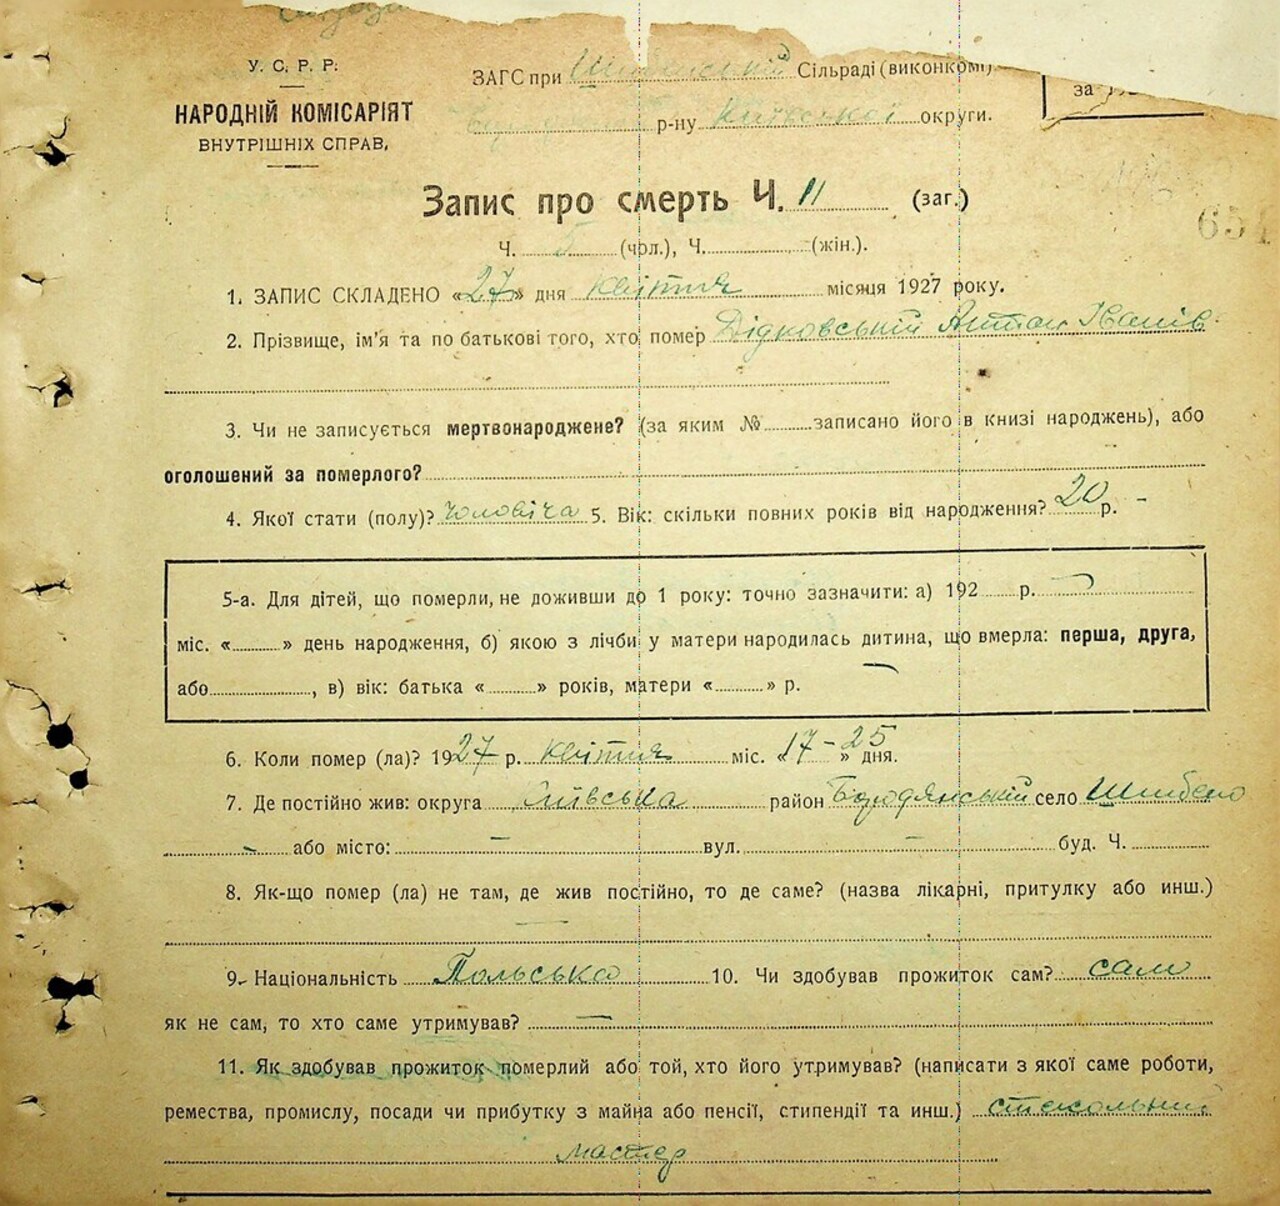 У. С. Р. Р.
НАРОДНІЙ КОМІСАРІЯТ
ВНУТРІШНІХ СПРАВ,
ЗАГС при Сільраді (виконкомі).
р-ну Київської округи.
за
Запис про смерть Ч. 11 (заг.)
651
Ч. 5 (чол.), Ч. (жін.).
1. ЗАПИС СКЛАДЕНО «27» дня квітня місяця 1927 року.
2. Прізвище, ім'я та по батькові того, хто помер Дідковській Антон Іванів
3. Чи не записується мертвонароджене? (за яким № записано його в книзі народжень), або
оголошений за померлого?
4. Якої стати (полу)? чоловіча 5. Вік: скільки повних років від народження? 20 р. -
5-а. Для дітей, що померли, не доживши до 1 року: точно зазначити: а) 192 р.
міс. « » день народження, б) якою з лічби у матери народилась дитина, що вмерла: перша, друга,
або , в) вік: батька « » років, матери « » р.
6. Коли помер (ла)? 1927 р. квітня міс. «17-25» дня.
7. Де постійно жив: округа Київська район Бородянській село Шибено
- або місто: - вул. - буд. Ч.
8. Як-що помер (ла) не там, де жив постійно, то де саме? (назва лікарні, притулку або инш.)
9. Національність Польська 10. Чи здобував прожиток сам? сам
як не сам, то хто саме утримував? —
11. Як здобував прожиток померлий або той, хто його утримував? (написати з якої саме роботи,
ремества, промислу, посади чи прибутку з майна або пенсії, стипендії та инш.) стекольний
мастер